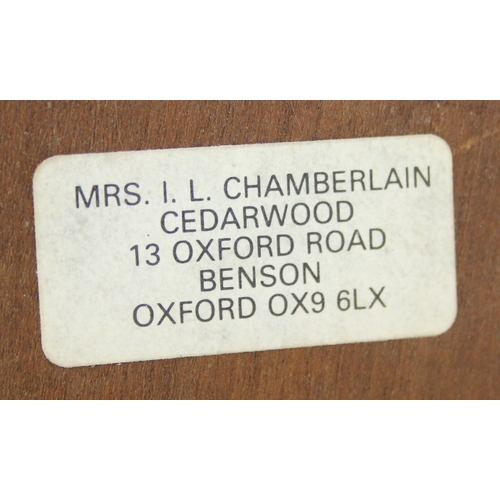 MRS. I. L. CHAMBERLAIN
CEDARWOOD
13 OXFORD ROAD
BENSON
OXFORD OX9 6LX